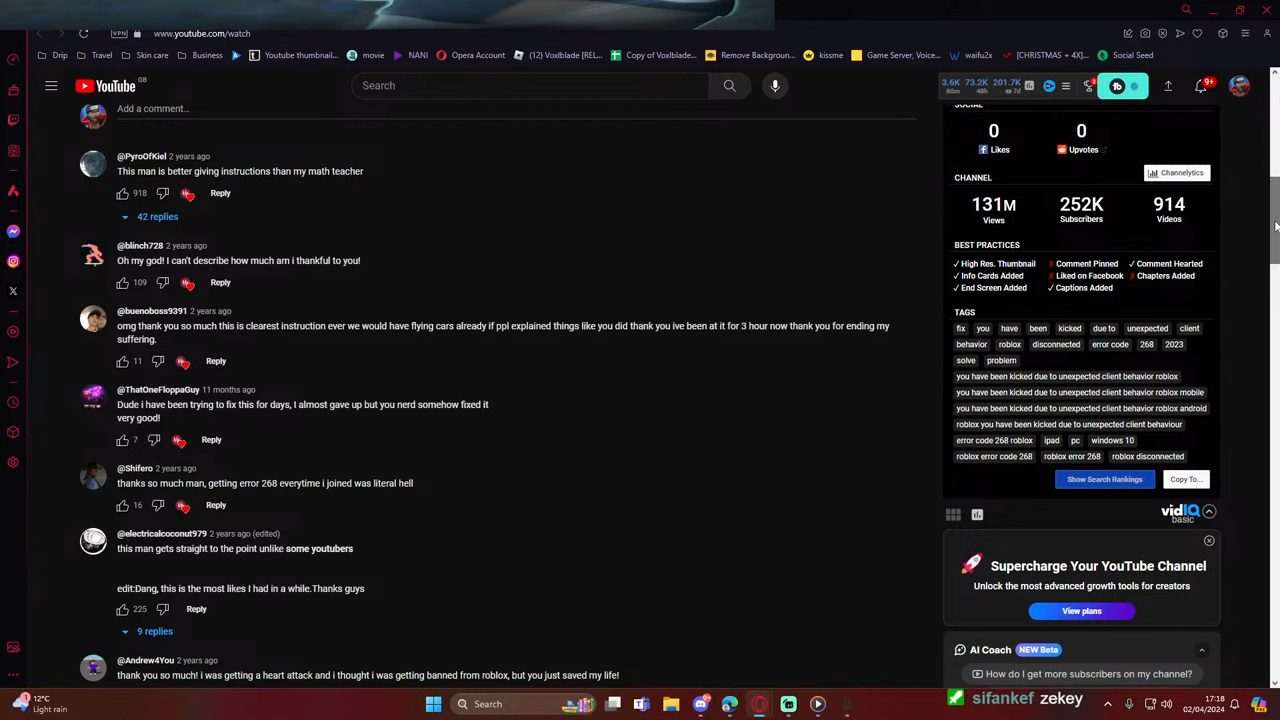 www.youtube.com/watch
VPN
Drip
Travel
Skin care
Business
Youtube thumbnail...
movie
NANI
Opera Account
(12) Voxblade [REL...
Copy of Voxblade...
Remove Background...
kissme
Game Server, Voice...
waifu2x
[CHRISTMAS + 4X]...
Social Seed
YouTube GB
Search
3.6K 73.2K 201.7K
60m 48h 7d
9+
Add a comment...
@PyroOfKiel 2 years ago
This man is better giving instructions than my math teacher
918 Reply
42 replies
@blinch728 2 years ago
Oh my god! I can't describe how much am i thankful to you!
109 Reply
@buenoboss9391 2 years ago
omg thank you so much this is clearest instruction ever we would have flying cars already if ppl explained things like you did thank you ive been at it for 3 hour now thank you for ending my
suffering.
11 Reply
@ThatOneFloppaGuy 11 months ago
Dude i have been trying to fix this for days, I almost gave up but you nerd somehow fixed it
very good!
7 Reply
@Shifero 2 years ago
thanks so much man, getting error 268 everytime i joined was literal hell
16 Reply
@electricalcoconut979 2 years ago (edited)
this man gets straight to the point unlike some youtubers
edit:Dang, this is the most likes I had in a while.Thanks guys
225 Reply
9 replies
@Andrew4You 2 years ago
thank you so much! i was getting a heart attack and i thought i was getting banned from roblox, but you just saved my life!
SOCIAL
0 0
Likes Upvotes
CHANNEL
Channelytics
131M 252K 914
Views Subscribers Videos
BEST PRACTICES
✓ High Res. Thumbnail ✗ Comment Pinned ✓ Comment Hearted
✓ Info Cards Added ✗ Liked on Facebook ✗ Chapters Added
✓ End Screen Added ✓ Captions Added
TAGS
fix you have been kicked due to unexpected client
behavior roblox disconnected error code 268 2023
solve problem
you have been kicked due to unexpected client behavior roblox
you have been kicked due to unexpected client behavior roblox mobile
you have been kicked due to unexpected client behavior roblox android
roblox you have been kicked due to unexpected client behaviour
error code 268 roblox ipad pc windows 10
roblox error code 268 roblox error 268 roblox disconnected
Show Search Rankings
Copy To...
vidIQ
basic
Supercharge Your YouTube Channel
Unlock the most advanced growth tools for creators
View plans
AI Coach NEW Beta
How do I get more subscribers on my channel?
sifankef zekey
12°C
Light rain
Search
17:18
02/04/2024